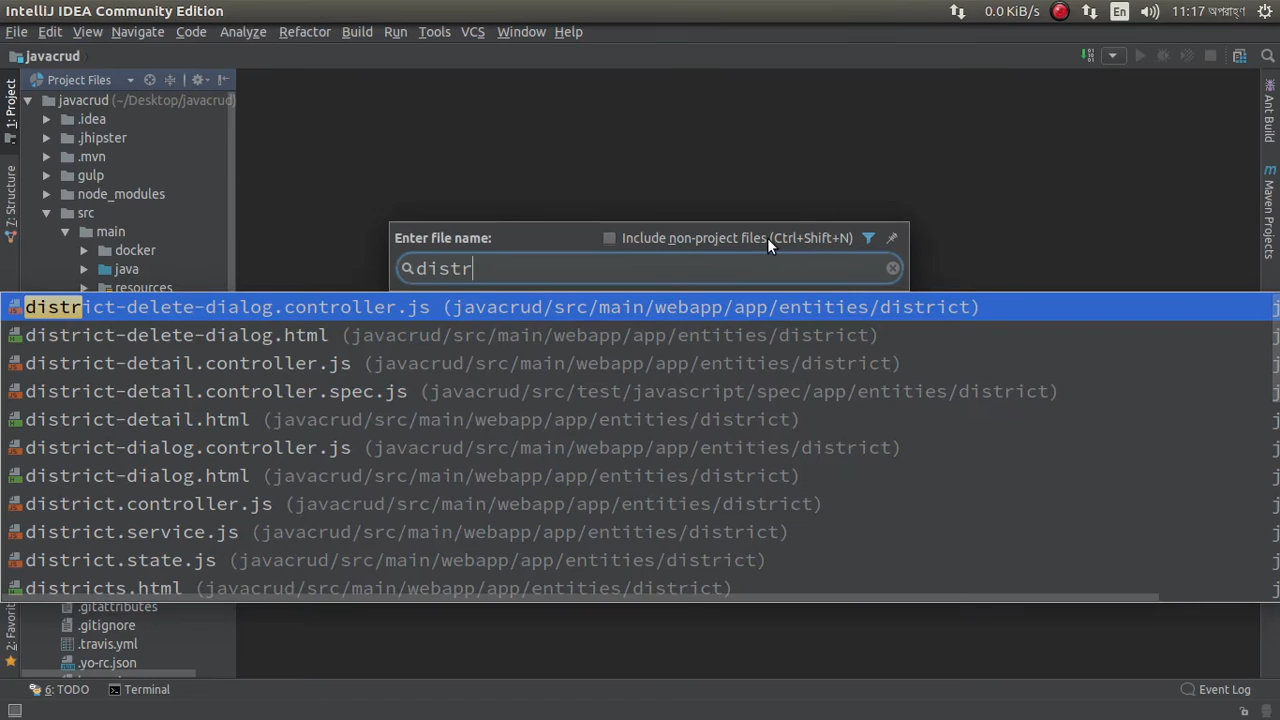 IntelliJ IDEA Community Edition
0.0 KiB/s En 11:17 অপরাহ্ণ
File Edit View Navigate Code Analyze Refactor Build Run Tools VCS Window Help
javacrud
Project Files
javacrud (~/Desktop/javacrud)
.idea
.jhipster
.mvn
gulp
node_modules
src
main
docker
java
resources
1: Project
7: Structure
Ant Build
Maven Projects
Enter file name:
Include non-project files (Ctrl+Shift+N)
distr
district-delete-dialog.controller.js (javacrud/src/main/webapp/app/entities/district)
district-delete-dialog.html (javacrud/src/main/webapp/app/entities/district)
district-detail.controller.js (javacrud/src/main/webapp/app/entities/district)
district-detail.controller.spec.js (javacrud/src/test/javascript/spec/app/entities/district)
district-detail.html (javacrud/src/main/webapp/app/entities/district)
district-dialog.controller.js (javacrud/src/main/webapp/app/entities/district)
district-dialog.html (javacrud/src/main/webapp/app/entities/district)
district.controller.js (javacrud/src/main/webapp/app/entities/district)
district.service.js (javacrud/src/main/webapp/app/entities/district)
district.state.js (javacrud/src/main/webapp/app/entities/district)
districts.html (javacrud/src/main/webapp/app/entities/district)
.gitattributes
.gitignore
.travis.yml
.yo-rc.json
2: Favori
6: TODO Terminal Event Log